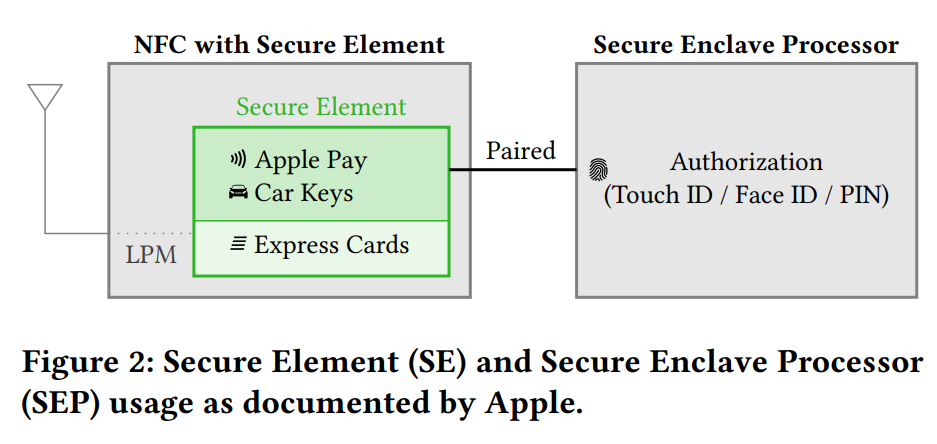 NFC with Secure Element
Secure Enclave Processor
Secure Element
Apple Pay
Car Keys
Express Cards
LPM
Paired
Authorization
(Touch ID / Face ID / PIN)
Figure 2: Secure Element (SE) and Secure Enclave Processor
(SEP) usage as documented by Apple.